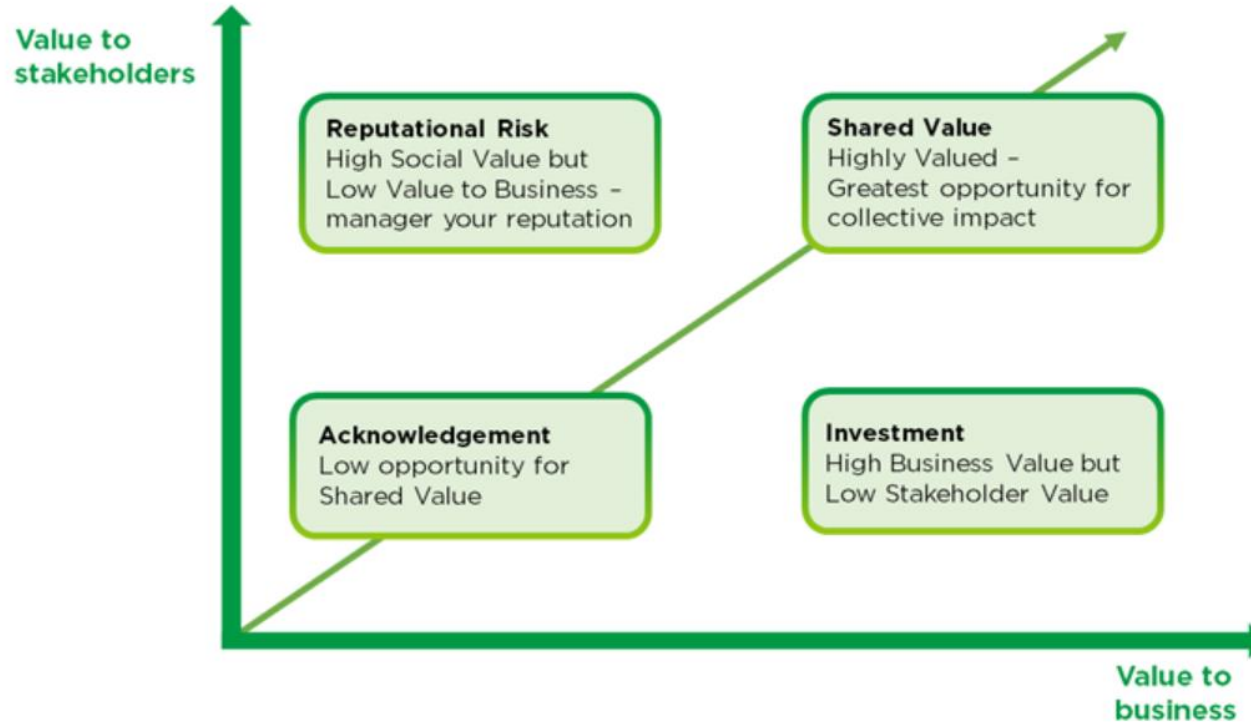 Value to
stakeholders
Reputational Risk
High Social Value but
Low Value to Business –
manager your reputation
Shared Value
Highly Valued –
Greatest opportunity for
collective impact
Acknowledgement
Low opportunity for
Shared Value
Investment
High Business Value but
Low Stakeholder Value
Value to
business